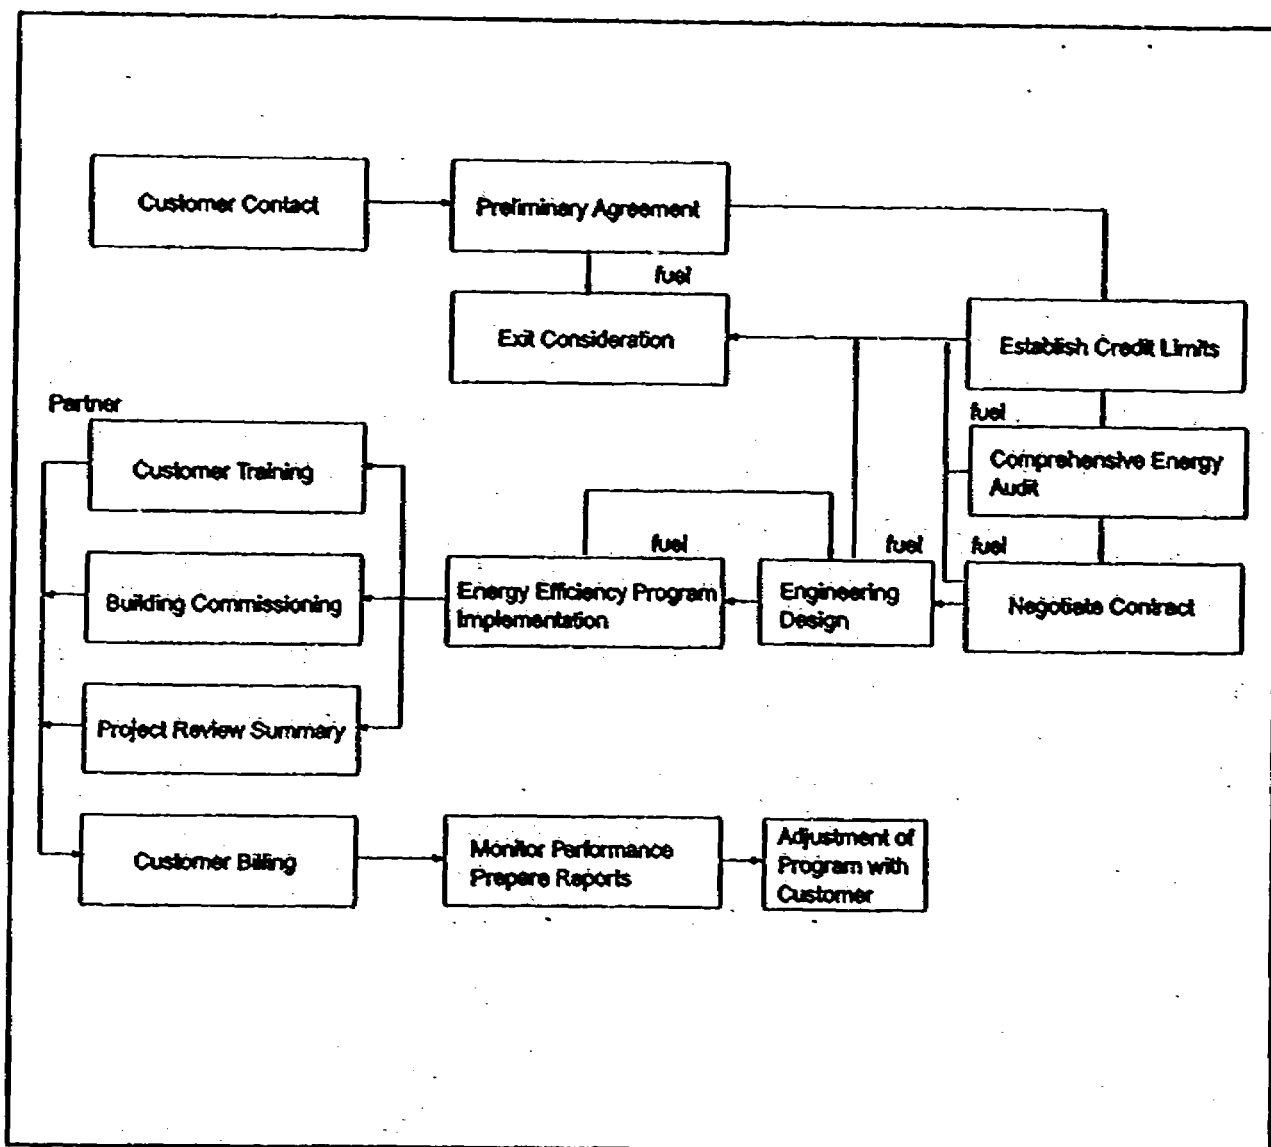 Customer Contact
Preliminary Agreement
fuel
Exit Consideration
Establish Credit Limits
Partner
fuel
Customer Training
Comprehensive Energy
Audit
fuel
fuel
fuel
Building Commissioning
Energy Efficiency Program
Implementation
Engineering
Design
Negotiate Contract
Project Review Summary
Customer Billing
Monitor Performance
Prepare Reports
Adjustment of
Program with
Customer